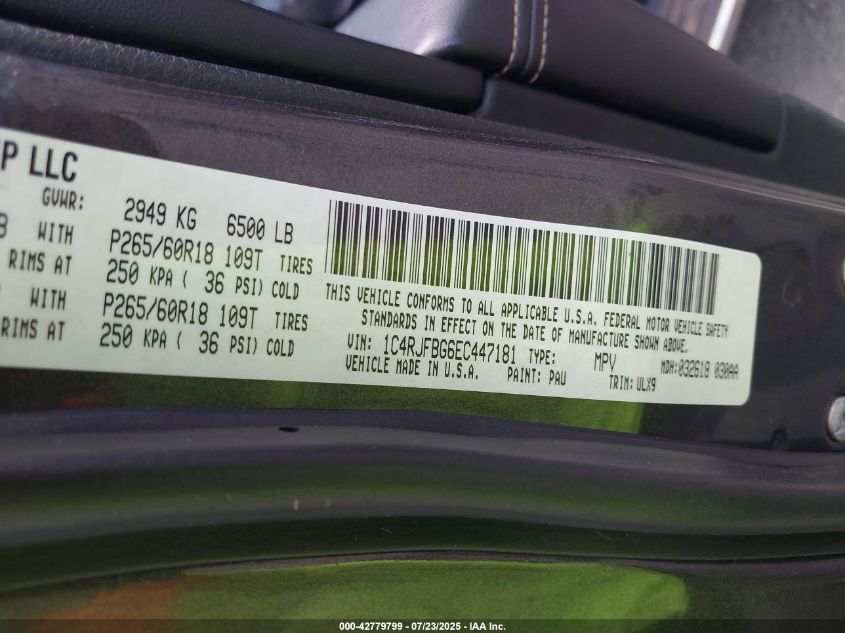 P LLC
GVWR: 2949 KG 6500 LB
WITH P265/60R18 109T TIRES
RIMS AT 250 KPA ( 36 PSI) COLD
WITH P265/60R18 109T TIRES
RIMS AT 250 KPA ( 36 PSI) COLD
THIS VEHICLE CONFORMS TO ALL APPLICABLE U.S.A. FEDERAL MOTOR VEHICLE SAFETY
STANDARDS IN EFFECT ON THE DATE OF MANUFACTURE SHOWN ABOVE.
VIN: 1C4RJFBG6EC447181 TYPE: MPV MDH:032618 030AA
VEHICLE MADE IN U.S.A. PAINT: PAU TRIM: ULX9
000-42779799 - 07/23/2025 - IAA Inc.